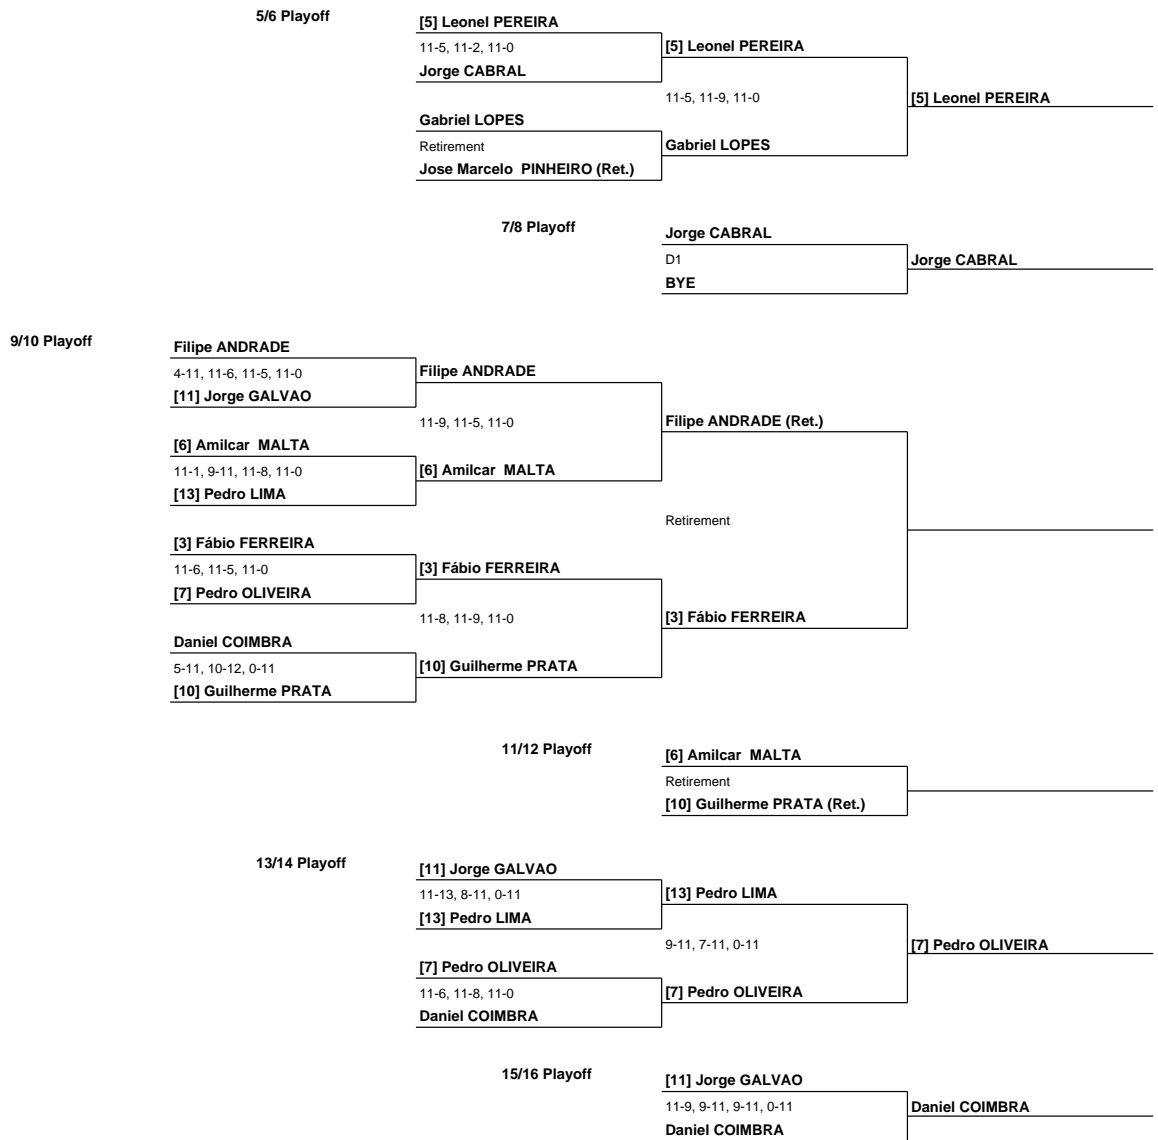 5/6 Playoff
[5] Leonel PEREIRA
11-5, 11-2, 11-0
Jorge CABRAL
[5] Leonel PEREIRA
11-5, 11-9, 11-0
[5] Leonel PEREIRA
Gabriel LOPES
Retirement
Jose Marcelo  PINHEIRO (Ret.)
Gabriel LOPES
7/8 Playoff
Jorge CABRAL
D1
BYE
Jorge CABRAL
9/10 Playoff
Filipe ANDRADE
4-11, 11-6, 11-5, 11-0
[11] Jorge GALVAO
Filipe ANDRADE
11-9, 11-5, 11-0
Filipe ANDRADE (Ret.)
[6] Amilcar  MALTA
11-1, 9-11, 11-8, 11-0
[13] Pedro LIMA
[6] Amilcar  MALTA
Retirement
[3] Fábio FERREIRA
11-6, 11-5, 11-0
[7] Pedro OLIVEIRA
[3] Fábio FERREIRA
11-8, 11-9, 11-0
[3] Fábio FERREIRA
Daniel COIMBRA
5-11, 10-12, 0-11
[10] Guilherme PRATA
[10] Guilherme PRATA
11/12 Playoff
[6] Amilcar  MALTA
Retirement
[10] Guilherme PRATA (Ret.)
13/14 Playoff
[11] Jorge GALVAO
11-13, 8-11, 0-11
[13] Pedro LIMA
[13] Pedro LIMA
9-11, 7-11, 0-11
[7] Pedro OLIVEIRA
[7] Pedro OLIVEIRA
11-6, 11-8, 11-0
Daniel COIMBRA
[7] Pedro OLIVEIRA
15/16 Playoff
[11] Jorge GALVAO
11-9, 9-11, 9-11, 0-11
Daniel COIMBRA
Daniel COIMBRA